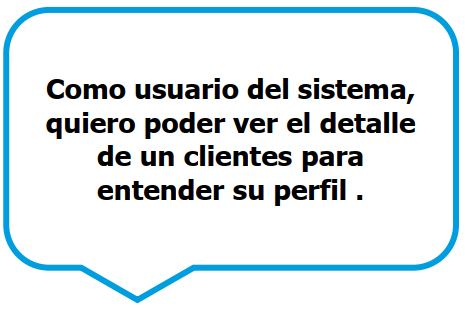 Como usuario del sistema,
quiero poder ver el detalle
de un clientes para
entender su perfil .